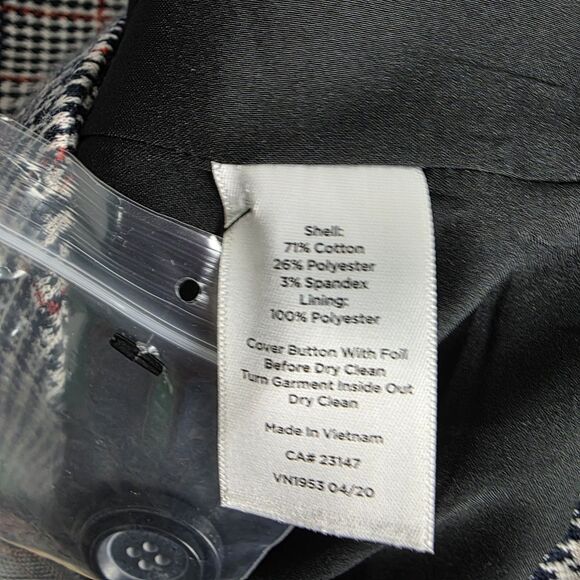 Shell:
71% Cotton
26% Polyester
3% Spandex
Lining:
100% Polyester
Cover Button With Foil
Before Dry Clean
Turn Garment Inside Out
Dry Clean
Made In Vietnam
CA# 23147
VN1953 04/20